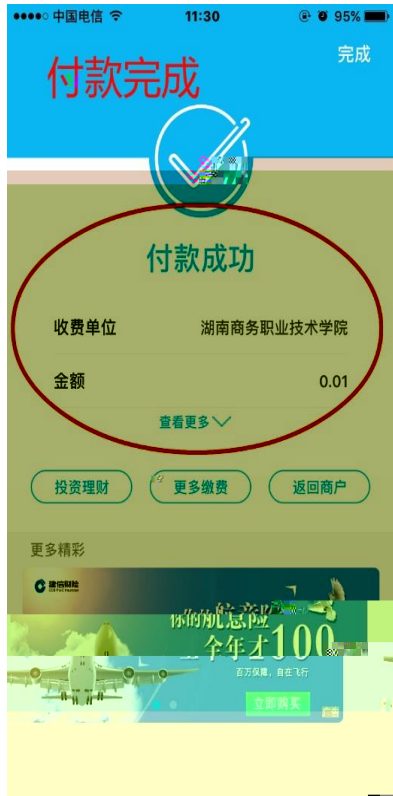 中国电信 11:30 95%
完成
付款完成
付款成功
收费单位 湖南商务职业技术学院
金额 0.01
查看更多
投资理财 更多缴费 返回商户
更多精彩
建信财险
你的航意险
全年才100
百万保障，自在飞行
立即购买
广告